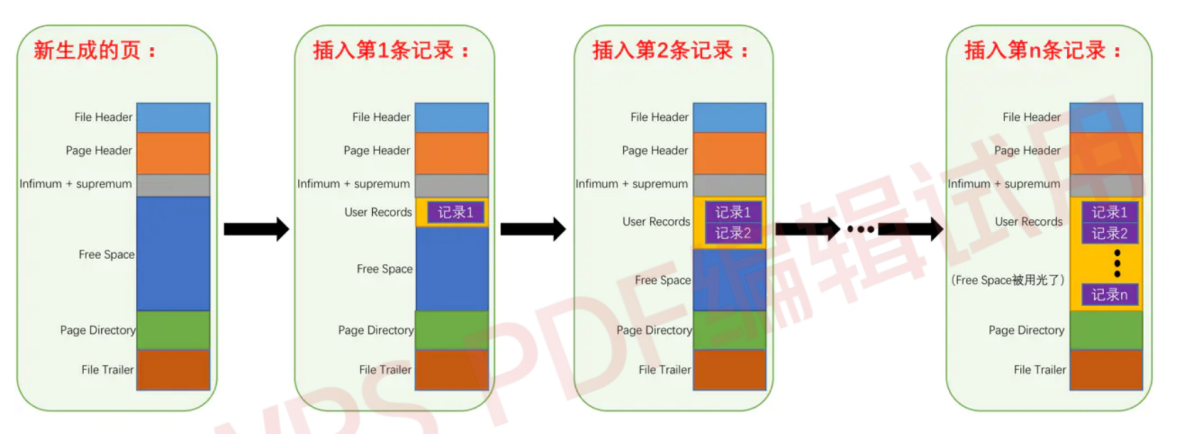 新生成的页：
File Header
Page Header
Infimum + supremum
Free Space
Page Directory
File Trailer
插入第1条记录：
File Header
Page Header
Infimum + supremum
User Records
记录1
Free Space
Page Directory
File Trailer
插入第2条记录：
File Header
Page Header
Infimum + supremum
User Records
记录1
记录2
Free Space
Page Directory
File Trailer
插入第n条记录：
File Header
Page Header
Infimum + supremum
User Records
记录1
记录2
(Free Space被用光了)
记录n
Page Directory
File Trailer
WPS PDF编辑试用